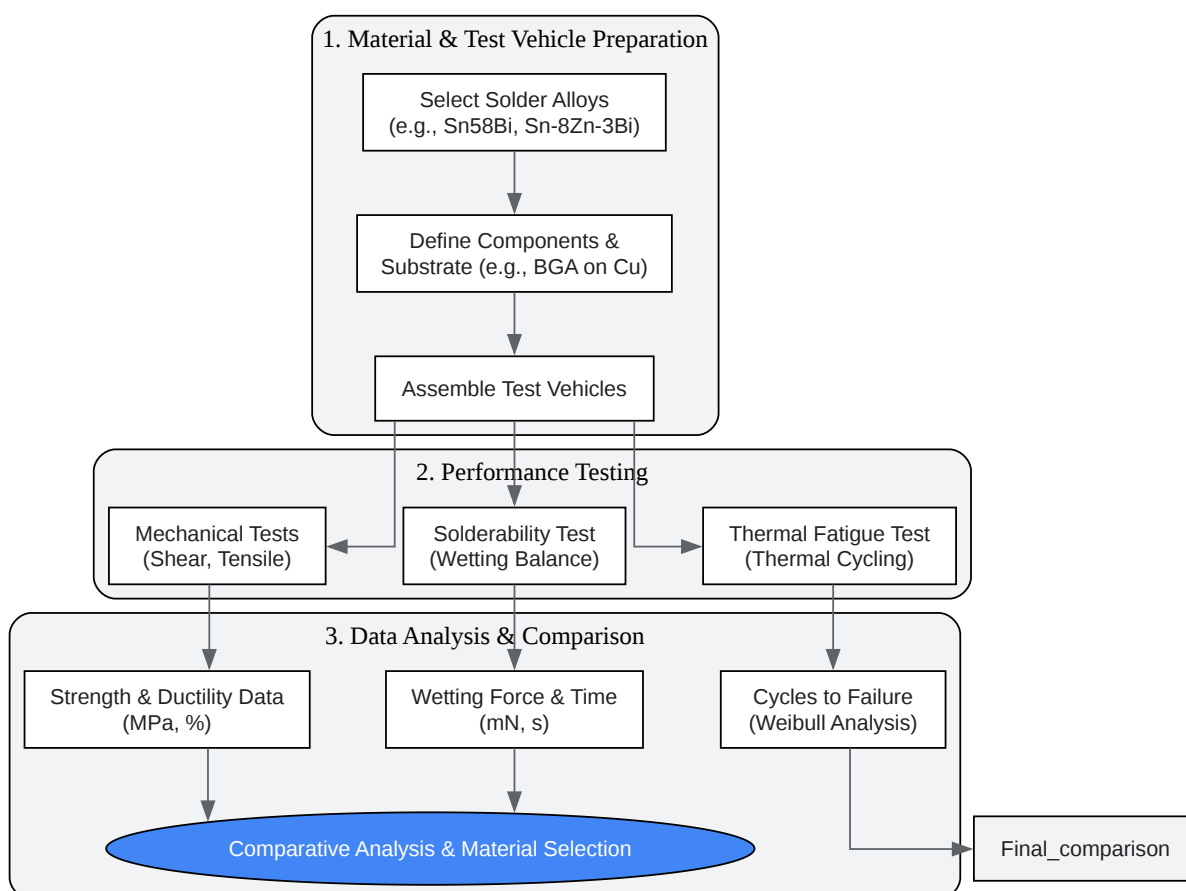 1. Material & Test Vehicle Preparation
Select Solder Alloys
(e.g., Sn58Bi, Sn-8Zn-3Bi)
Define Components &
Substrate (e.g., BGA on Cu)
Assemble Test Vehicles
2. Performance Testing
Mechanical Tests
(Shear, Tensile)
Solderability Test
(Wetting Balance)
Thermal Fatigue Test
(Thermal Cycling)
3. Data Analysis & Comparison
Strength & Ductility Data
(MPa, %)
Wetting Force & Time
(mN, s)
Cycles to Failure
(Weibull Analysis)
Comparative Analysis & Material Selection
Final_comparison